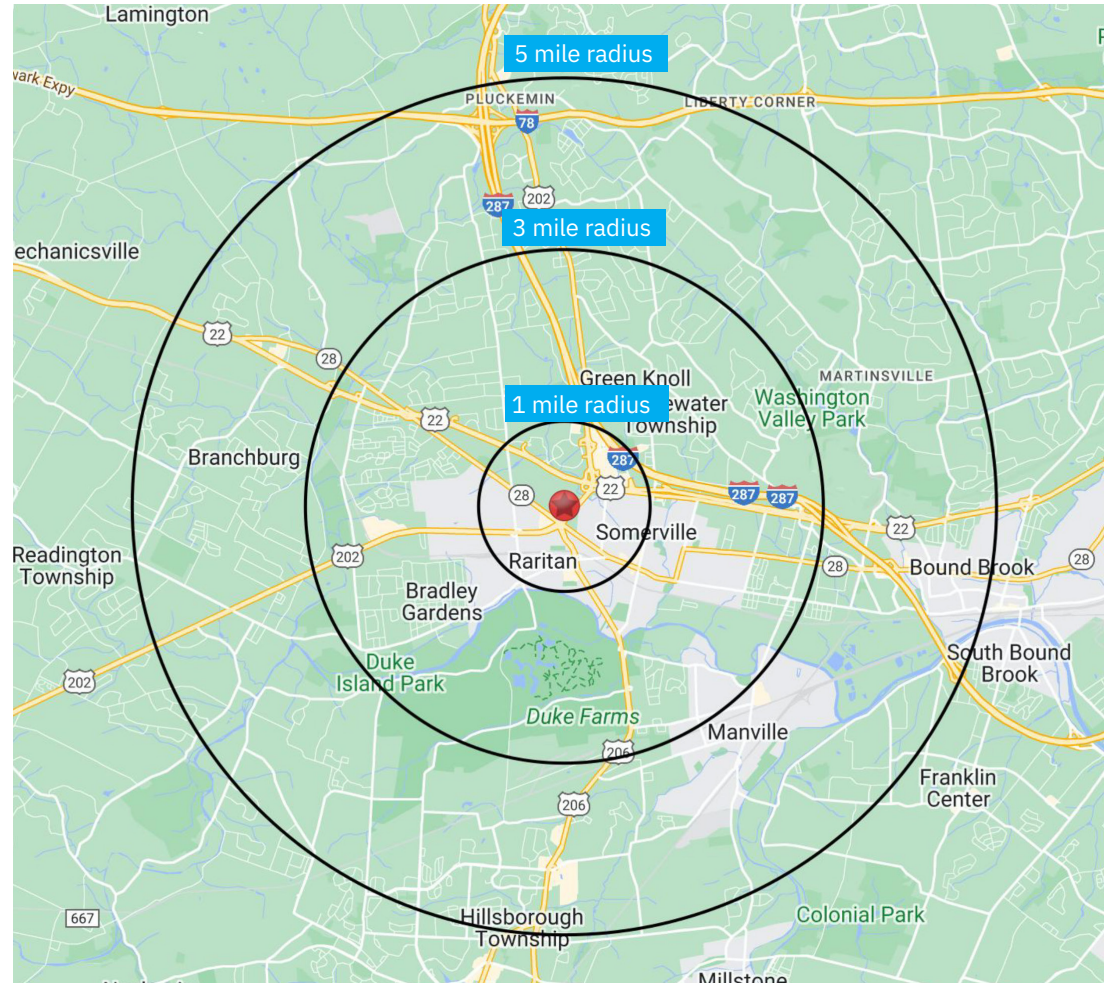 Lamington
5 mile radius
wark Expy
PLUCKEMIN
LIBERTY CORNER
78
202
287
3 mile radius
echanicsville
22
28
22
Green Knoll
1 mile radius
ewater
Township
MARTINSVILLE
Washington
Valley Park
Branchburg
287
28
22
287
287
22
Somerville
Readington
Township
202
Raritan
28
Bound Brook
28
Bradley
Gardens
202
Duke
Island Park
South Bound
Brook
Duke Farms
Manville
206
206
Franklin
Center
667
Hillsborough
Township
Colonial Park
Millstone